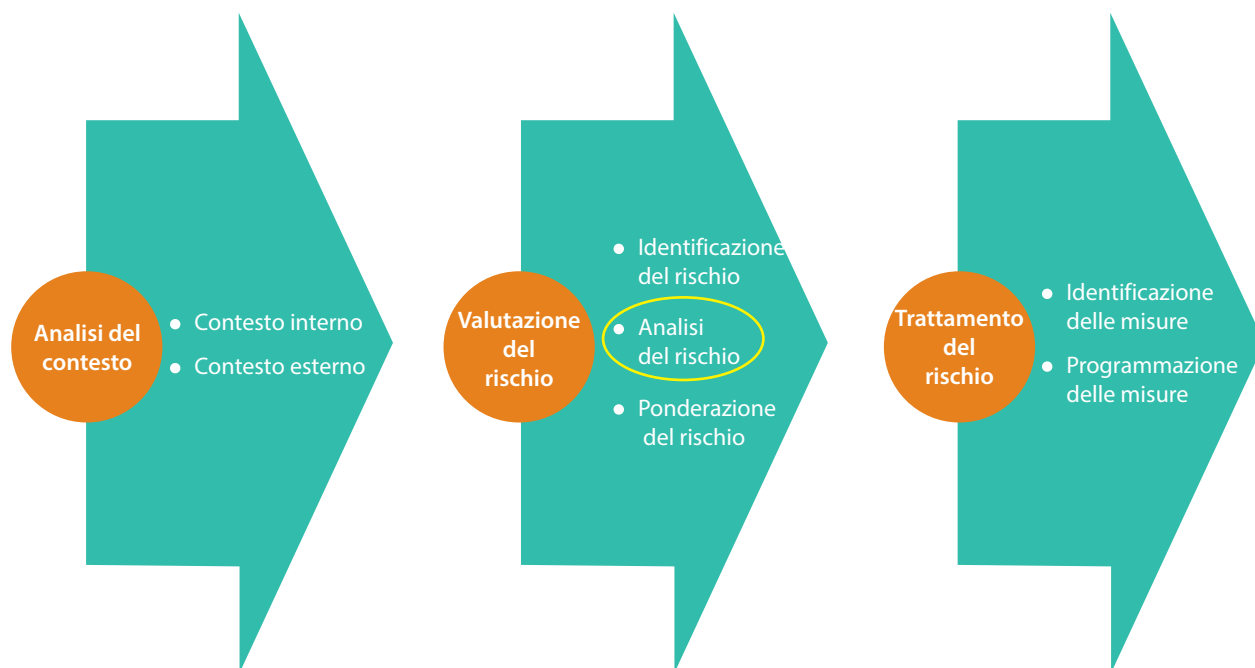 Analisi del
contesto
● Contesto interno
● Contesto esterno
Valutazione
del
rischio
● Identificazione
del rischio
● Analisi
del rischio
● Ponderazione
del rischio
Trattamento
del
rischio
● Identificazione
delle misure
● Programmazione
delle misure